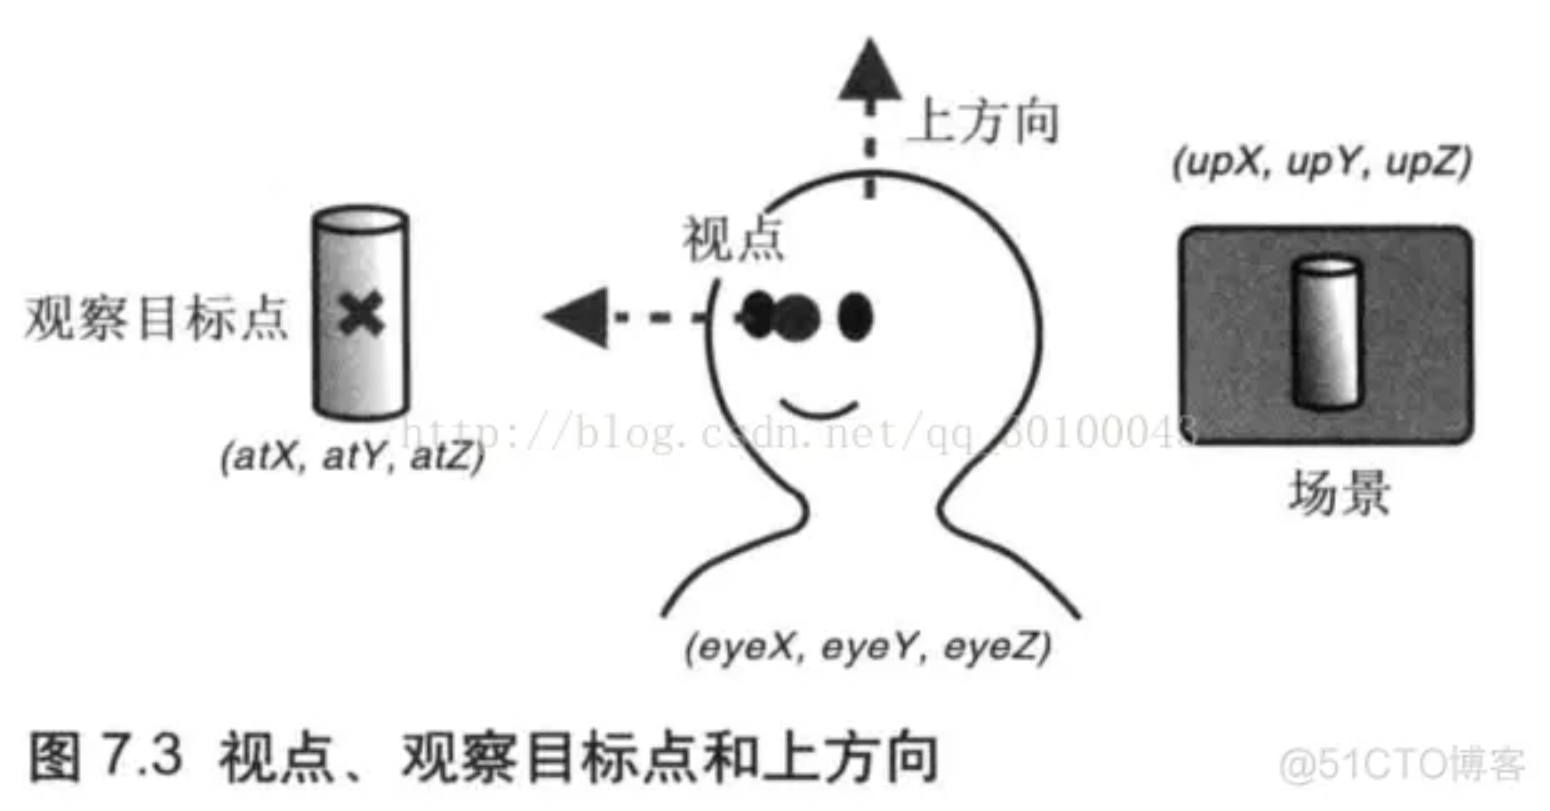 上方向
(upX, upY, upZ)
视点
观察目标点
(atX, atY, atZ)
http://blog.csdn.net/qq_30100043
场景
(eyeX, eyeY, eyeZ)
图 7.3 视点、观察目标点和上方向
@51CTO博客